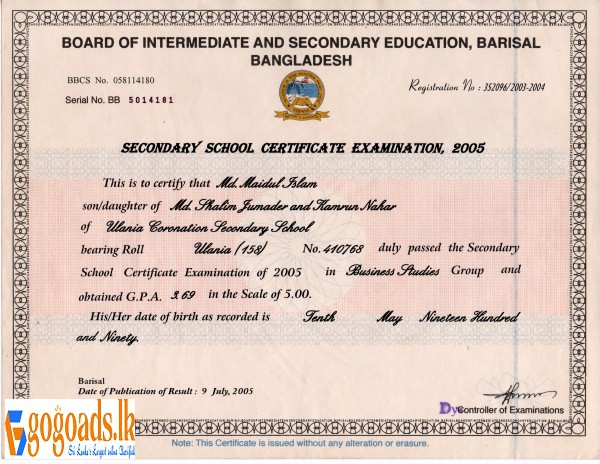 BOARD OF INTERMEDIATE AND SECONDARY EDUCATION, BARISAL
BANGLADESH
BBCS No. 058114180
Registration No : 352096/2003-2004
Serial No. BB 5014181
SECONDARY SCHOOL CERTIFICATE EXAMINATION, 2005
This is to certify that Md. Maidul Islam
son/daughter of Md. Shalim Jumader and Kamrun Nahar
of Ulania Coronation Secondary School
bearing Roll Ulania (158) No. 410768 duly passed the Secondary
School Certificate Examination of 2005 in Business Studies Group and
obtained G.P.A. 3.69 in the Scale of 5.00.
His/Her date of birth as recorded is Tenth May Nineteen Hundred
and Ninety.
Barisal
Date of Publication of Result : 9 July, 2005
Dy. Controller of Examinations
gogoads.lk
Sri Lanka's Largest online Classified
Note: This Certificate is issued without any alteration or erasure.